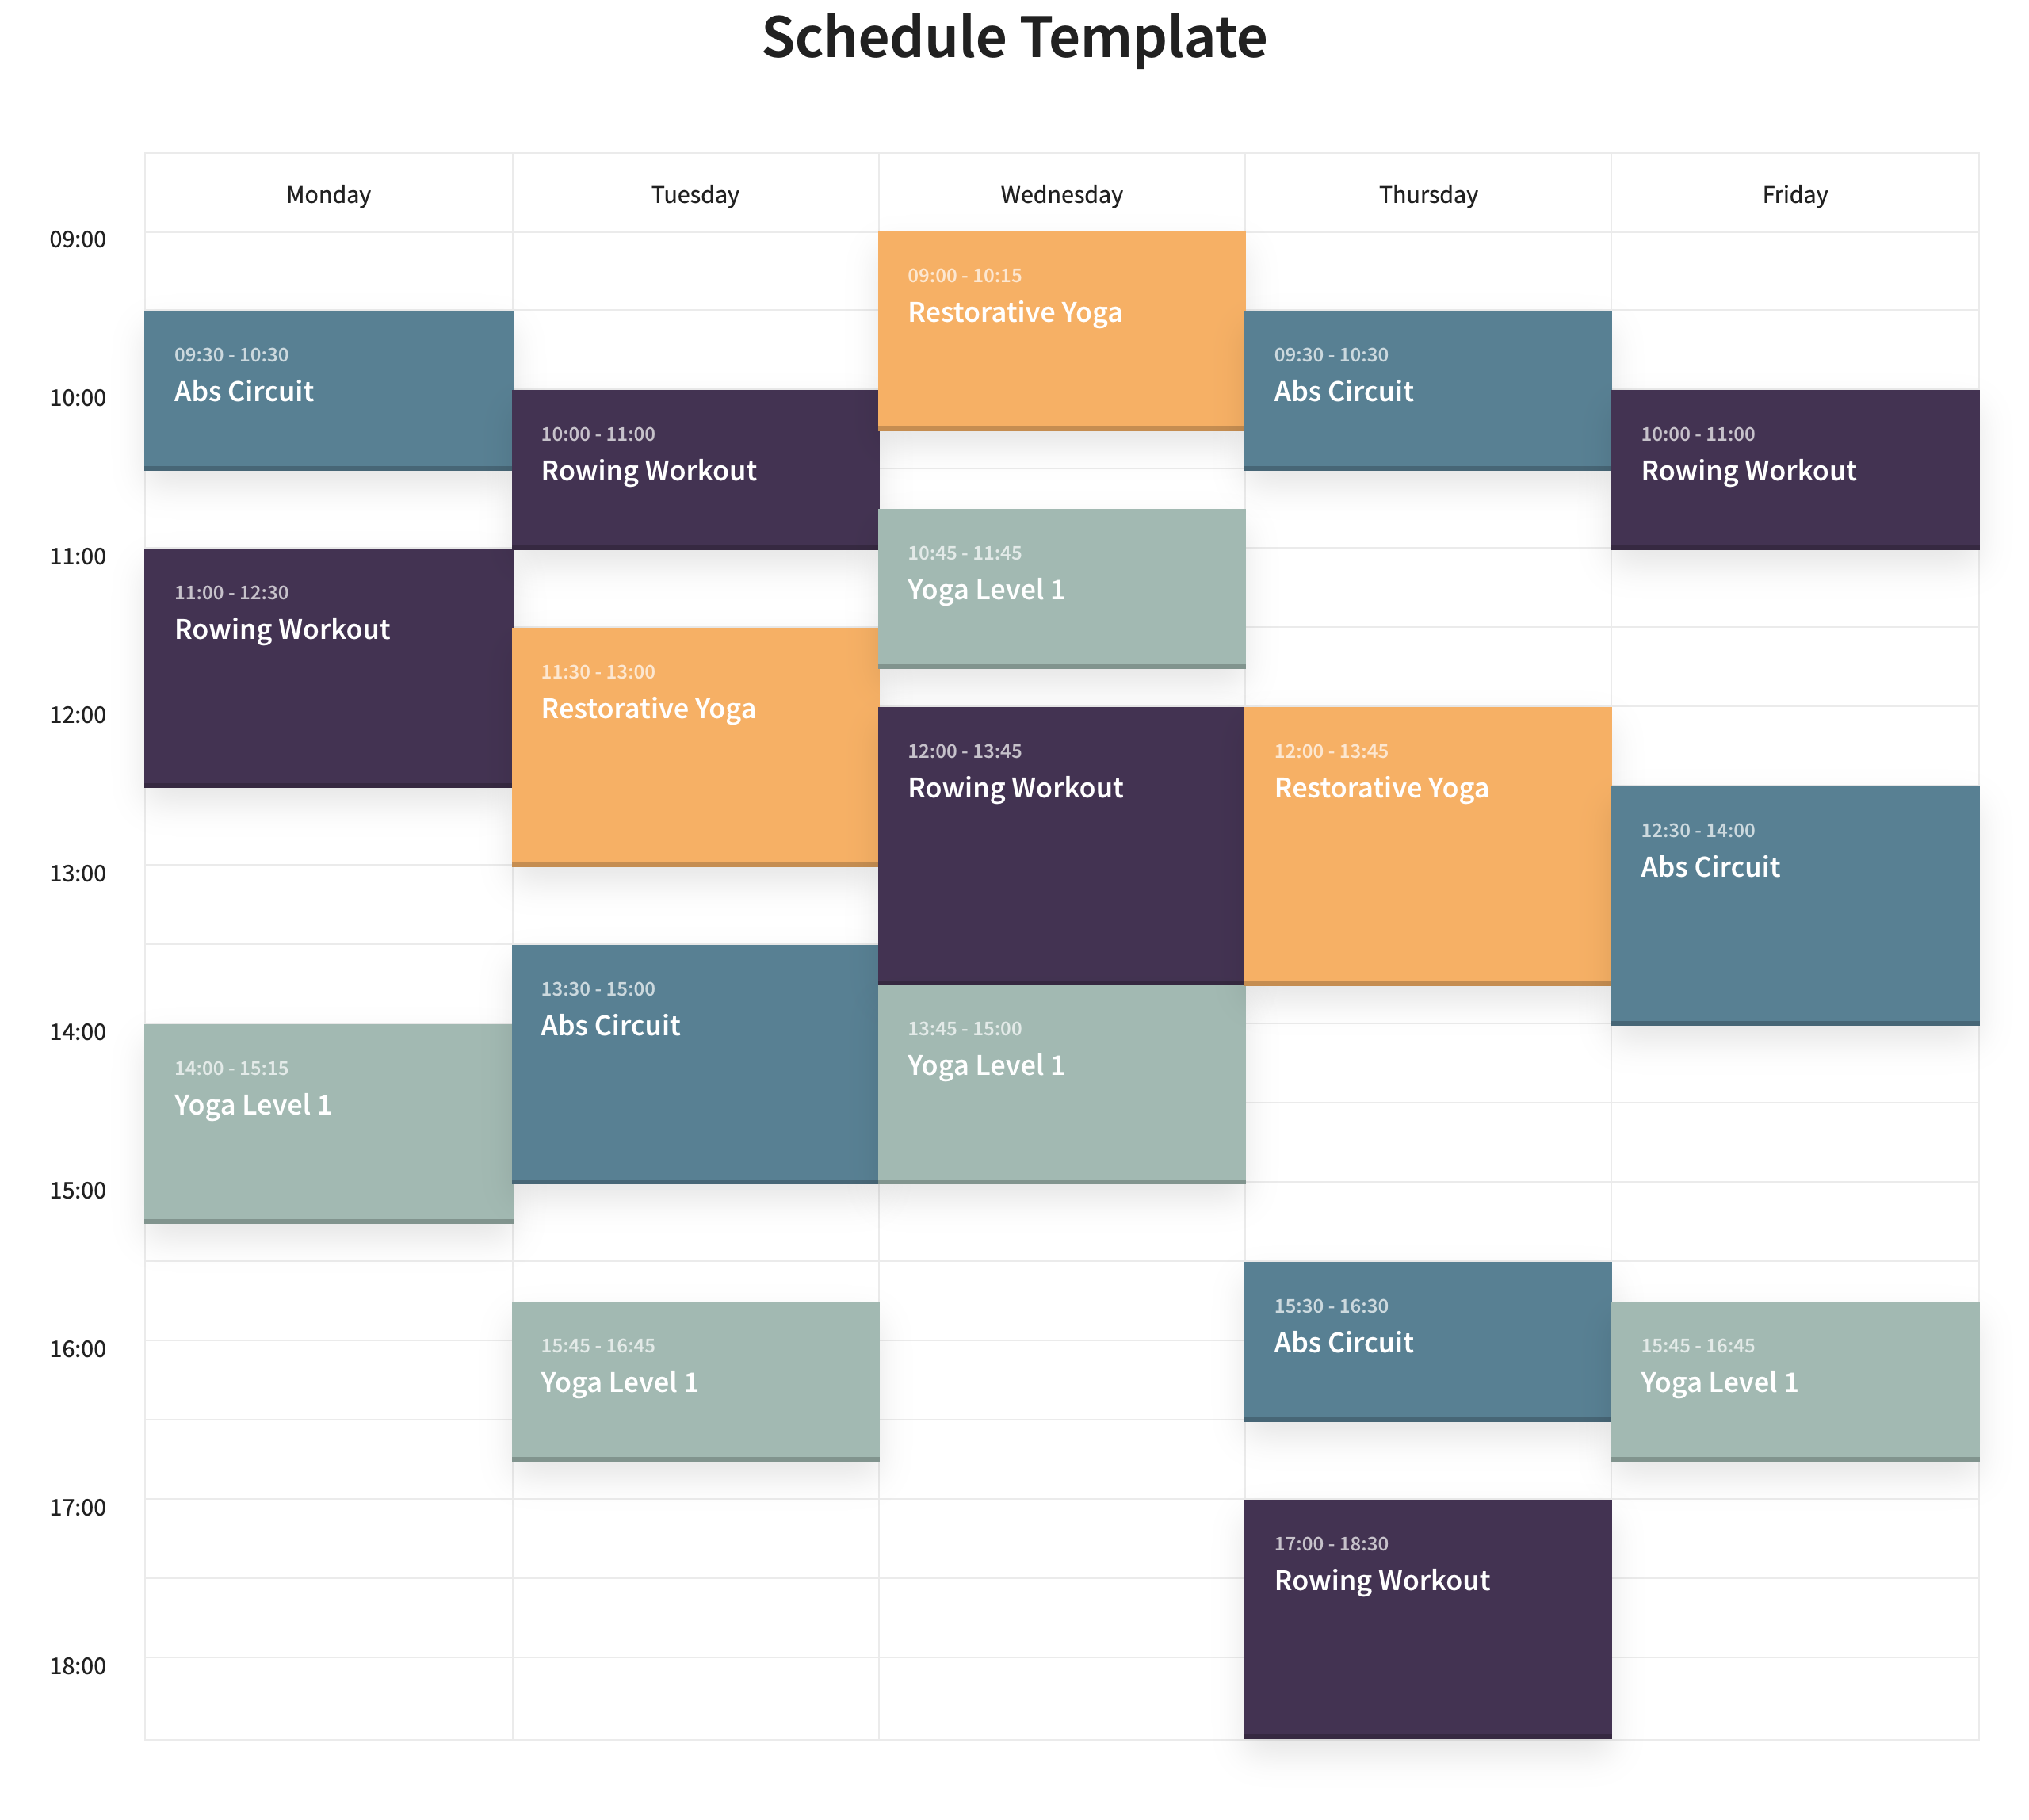 Schedule Template
Monday
Tuesday
Wednesday
Thursday
Friday
09:00
10:00
11:00
12:00
13:00
14:00
15:00
16:00
17:00
18:00
09:30 - 10:30
Abs Circuit
11:00 - 12:30
Rowing Workout
14:00 - 15:15
Yoga Level 1
10:00 - 11:00
Rowing Workout
11:30 - 13:00
Restorative Yoga
13:30 - 15:00
Abs Circuit
15:45 - 16:45
Yoga Level 1
09:00 - 10:15
Restorative Yoga
10:45 - 11:45
Yoga Level 1
12:00 - 13:45
Rowing Workout
13:45 - 15:00
Yoga Level 1
09:30 - 10:30
Abs Circuit
12:00 - 13:45
Restorative Yoga
15:30 - 16:30
Abs Circuit
17:00 - 18:30
Rowing Workout
10:00 - 11:00
Rowing Workout
12:30 - 14:00
Abs Circuit
15:45 - 16:45
Yoga Level 1